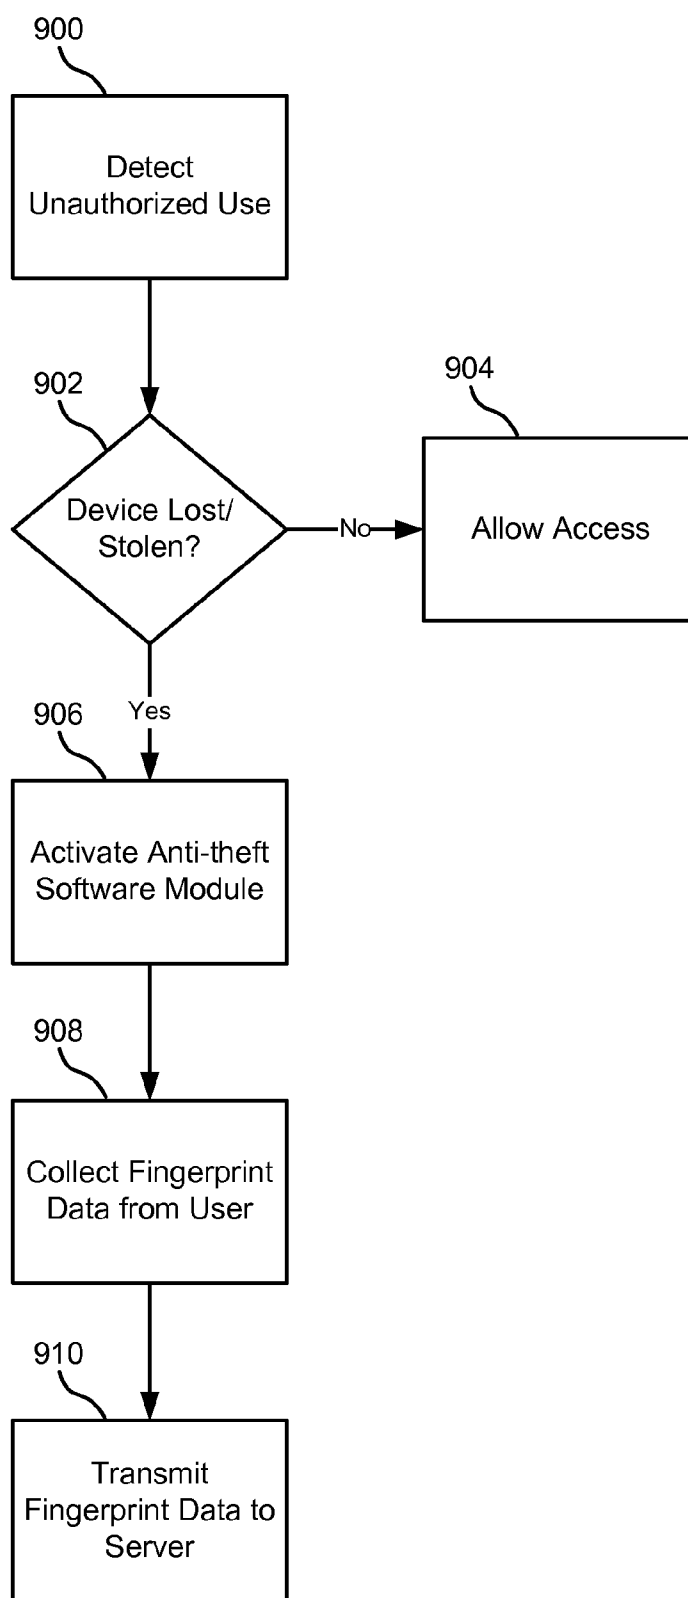 900
Detect
Unauthorized Use
902
Device Lost/
Stolen?
No
904
Allow Access
Yes
906
Activate Anti-theft
Software Module
908
Collect Fingerprint
Data from User
910
Transmit
Fingerprint Data to
Server